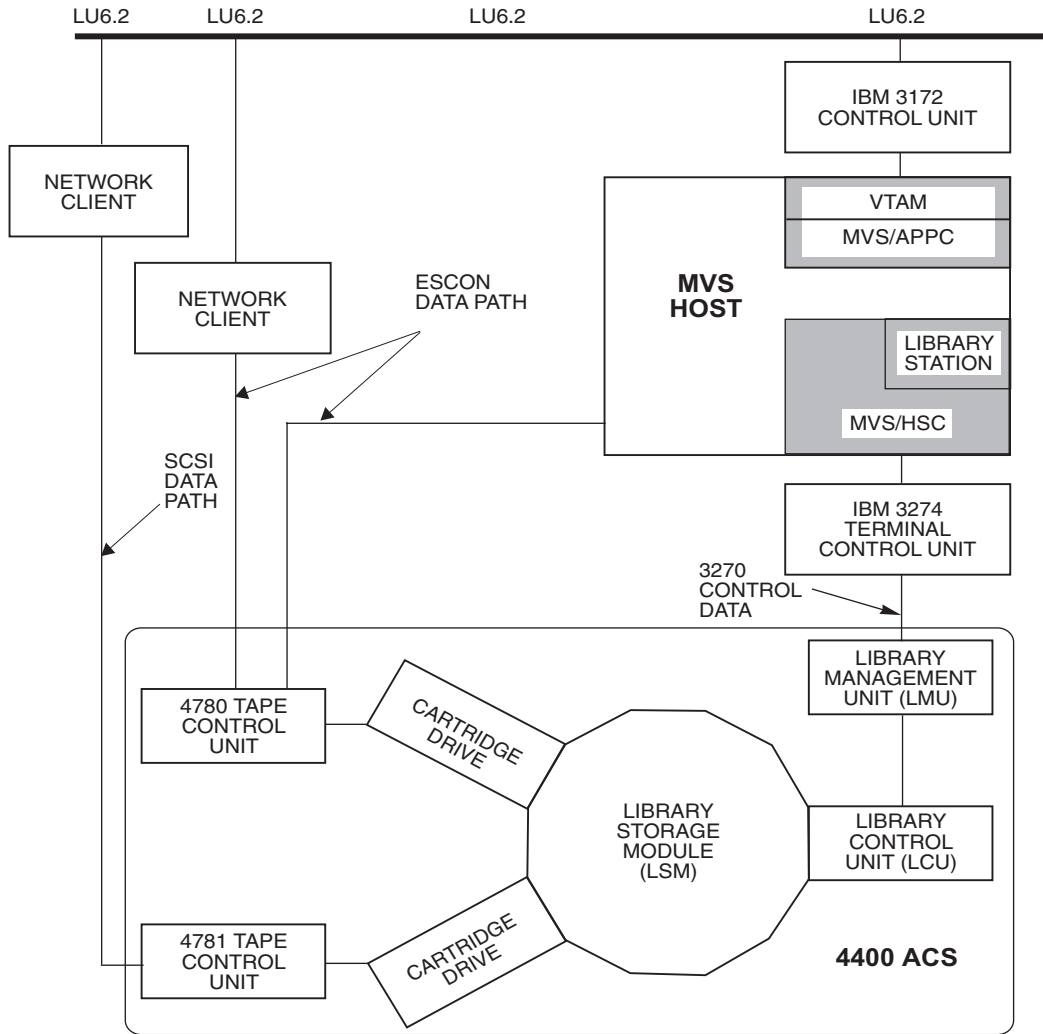 LU6.2
LU6.2
LU6.2
LU6.2
IBM 3172
CONTROL UNIT
NETWORK
CLIENT
VTAM
MVS/APPC
MVS
HOST
ESCON
DATA PATH
NETWORK
CLIENT
LIBRARY
STATION
MVS/HSC
SCSI
DATA
PATH
IBM 3274
TERMINAL
CONTROL UNIT
3270
CONTROL
DATA
LIBRARY
MANAGEMENT
UNIT (LMU)
4780 TAPE
CONTROL
UNIT
CARTRIDGE
DRIVE
LIBRARY
STORAGE
MODULE
(LSM)
LIBRARY
CONTROL
UNIT (LCU)
4781 TAPE
CONTROL
UNIT
CARTRIDGE
DRIVE
4400 ACS